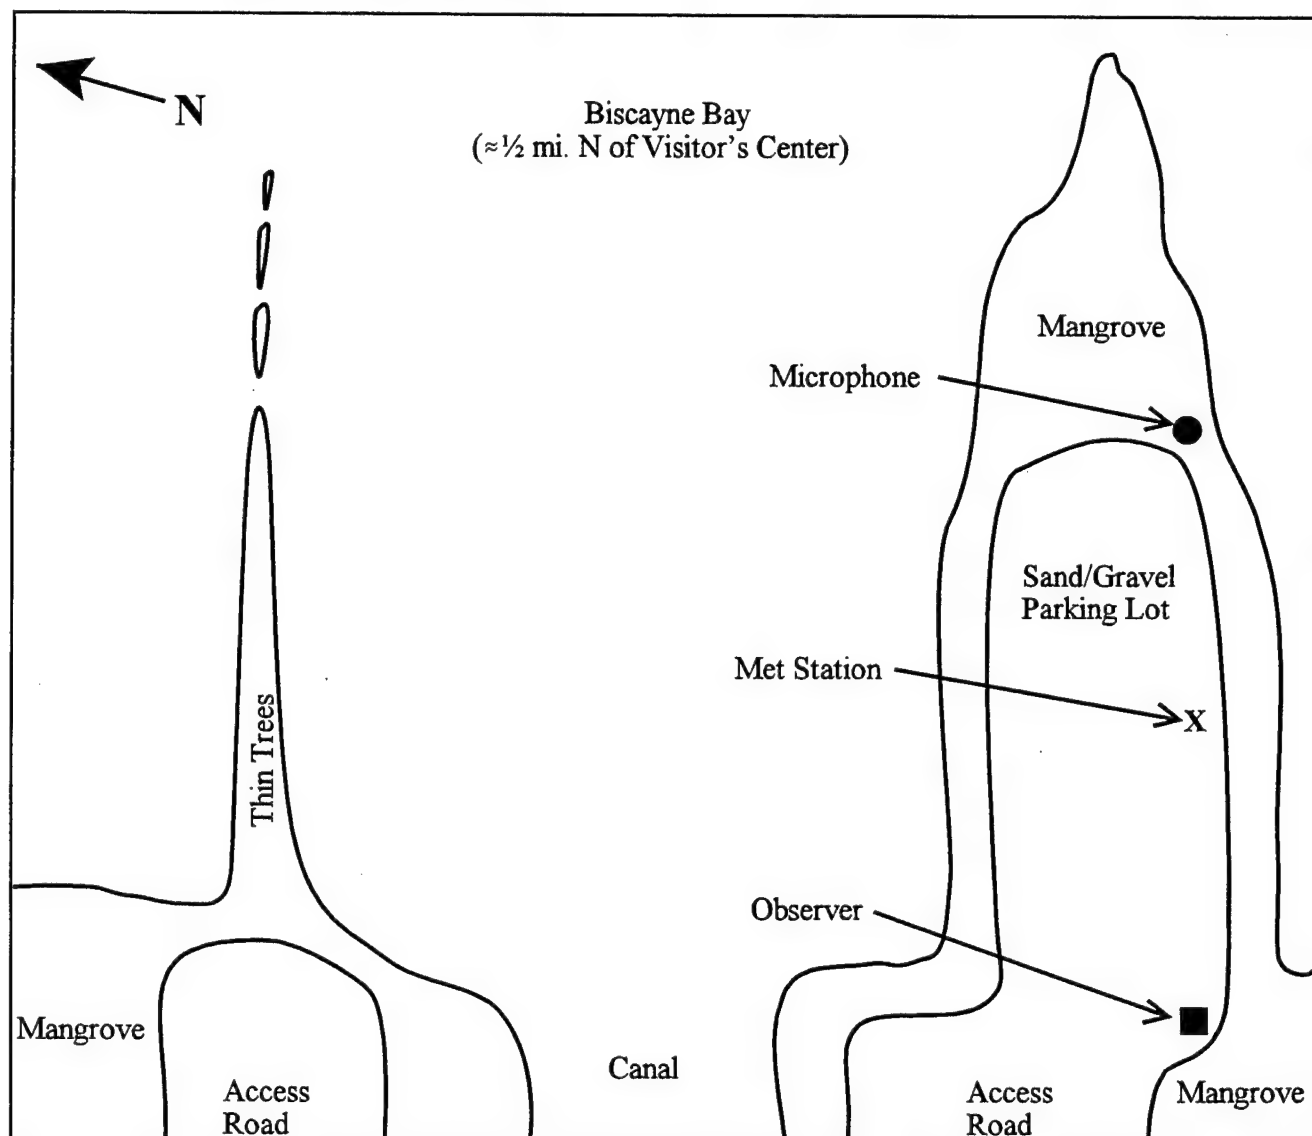 N
Biscayne Bay
(≈½ mi. N of Visitor's Center)
Mangrove
Microphone
Sand/Gravel
Parking Lot
Met Station
X
Thin Trees
Observer
Mangrove
Canal
Access
Road
Access
Road
Mangrove